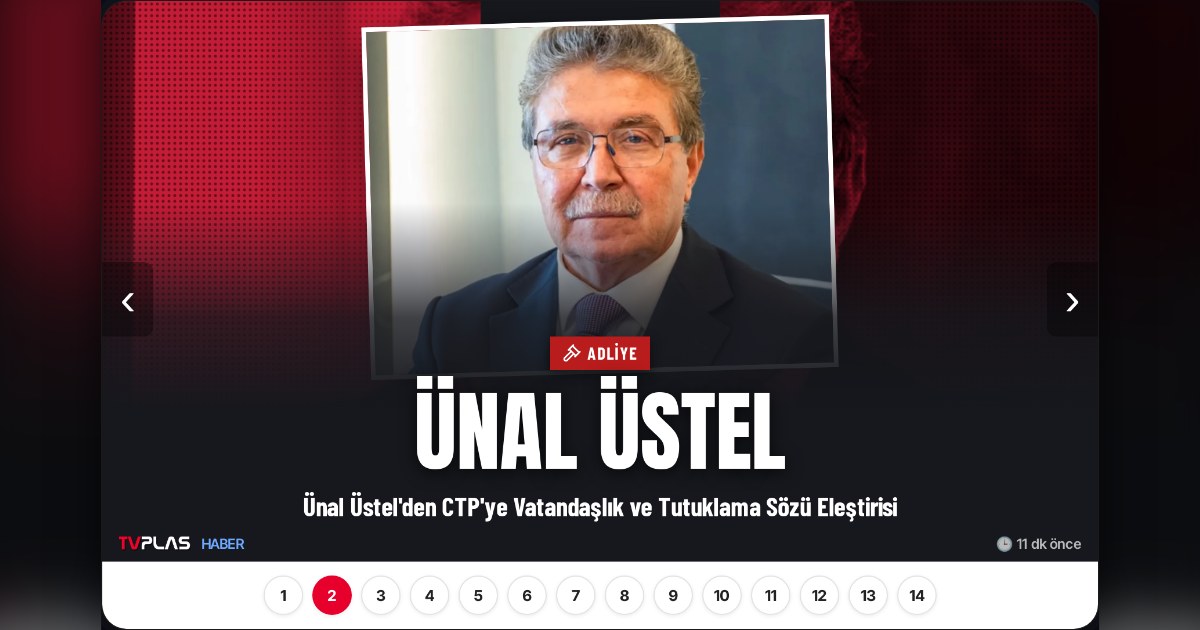 ‹
›
ADLİYE
ÜNAL ÜSTEL
Ünal Üstel'den CTP'ye Vatandaşlık ve Tutuklama Sözü Eleştirisi
TVPLAS HABER
11 dk önce
1 2 3 4 5 6 7 8 9 10 11 12 13 14